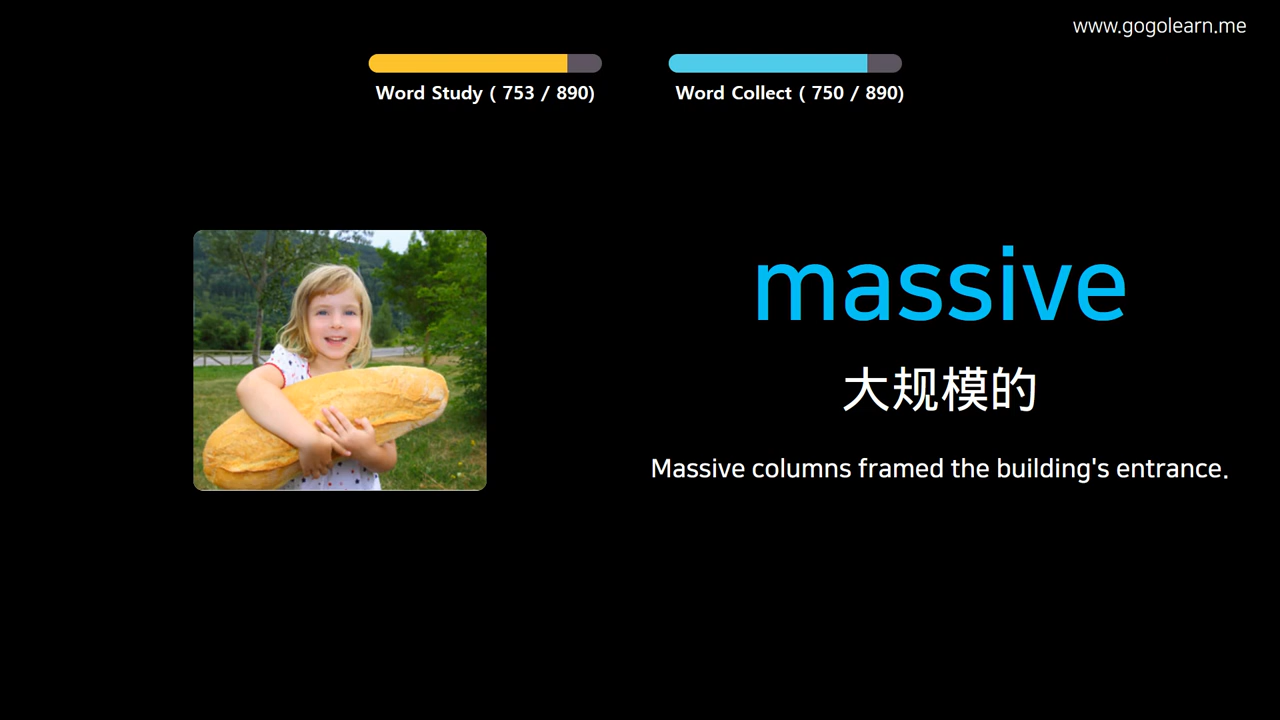 www.gogolearn.me
Word Study ( 753 / 890)
Word Collect ( 750 / 890)
massive
大规模的
Massive columns framed the building's entrance.